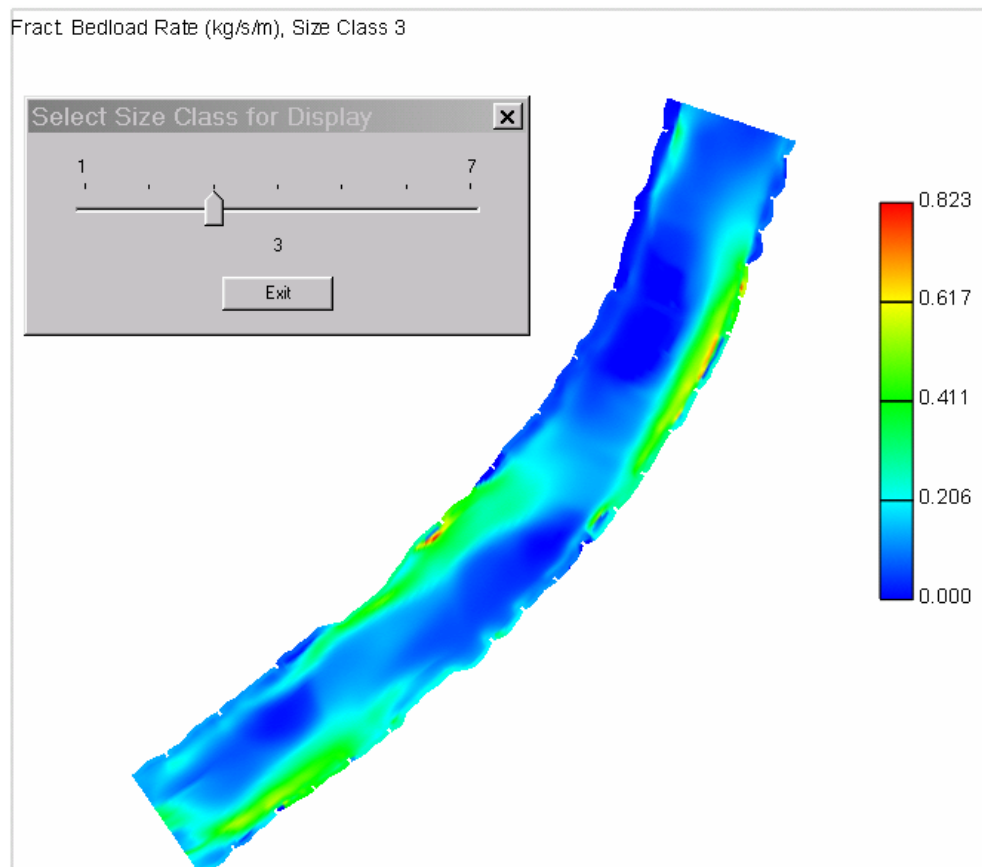 Fract. Bedload Rate (kg/s/m), Size Class 3
Select Size Class for Display
1 7
3
Exit
0.823
0.617
0.411
0.206
0.000